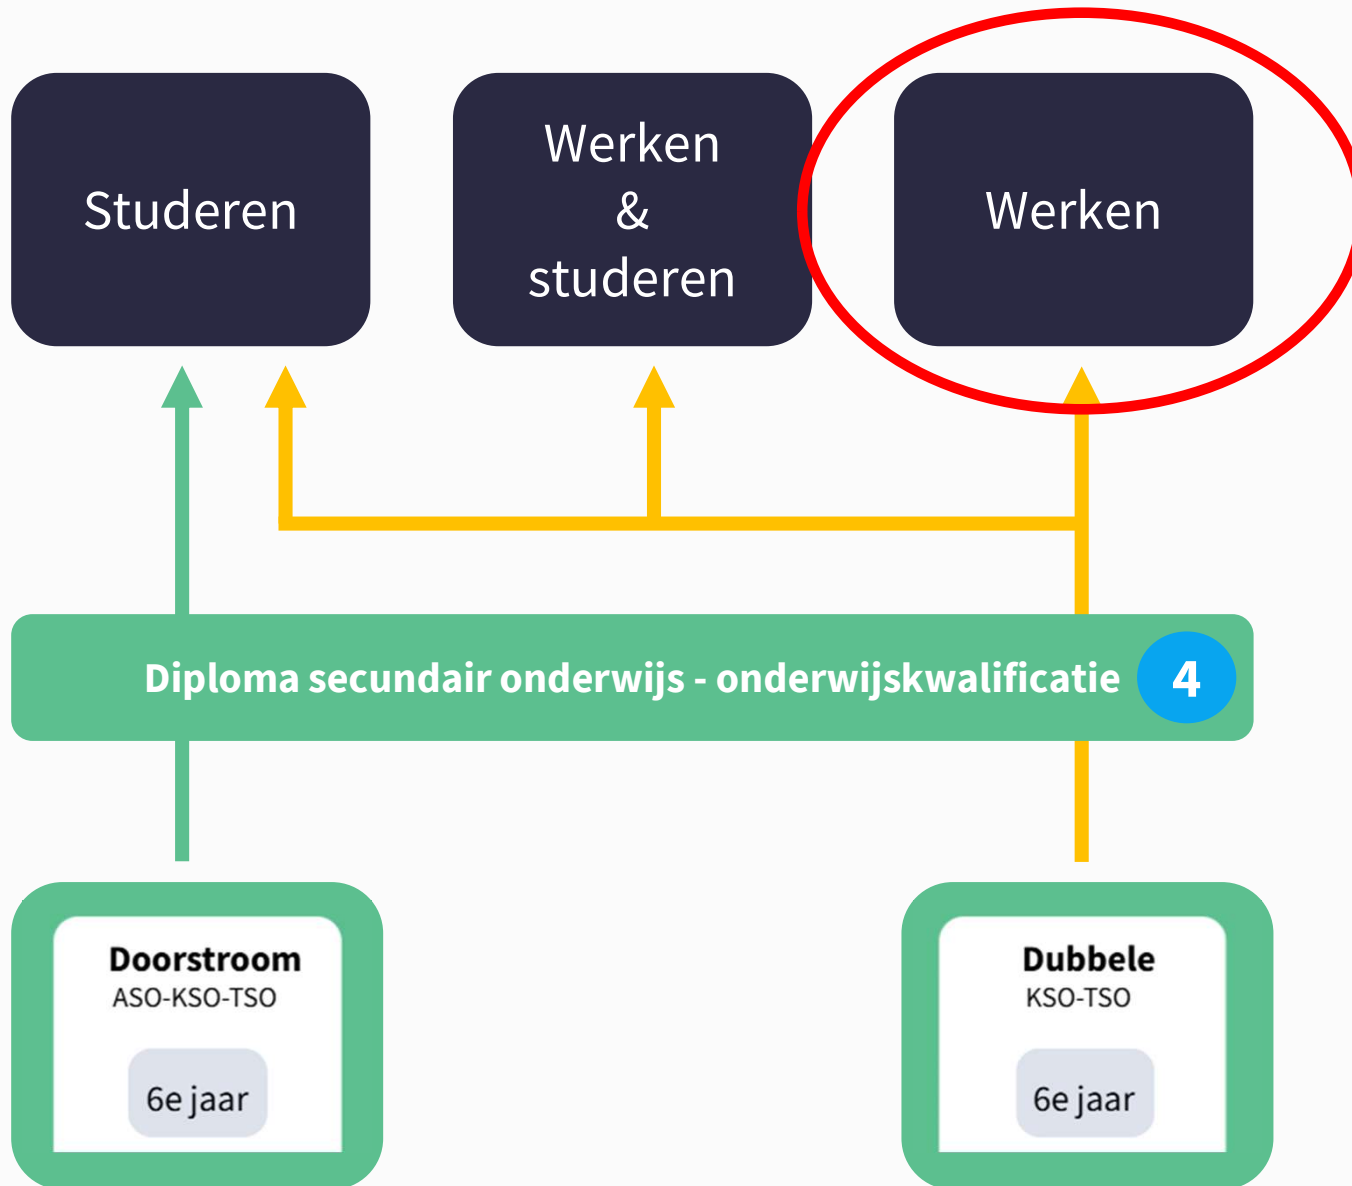 Studeren
Werken
&
studeren
Werken
Diploma secundair onderwijs - onderwijskwalificatie 4
Doorstroom
ASO-KSO-TSO
6e jaar
Dubbele
KSO-TSO
6e jaar